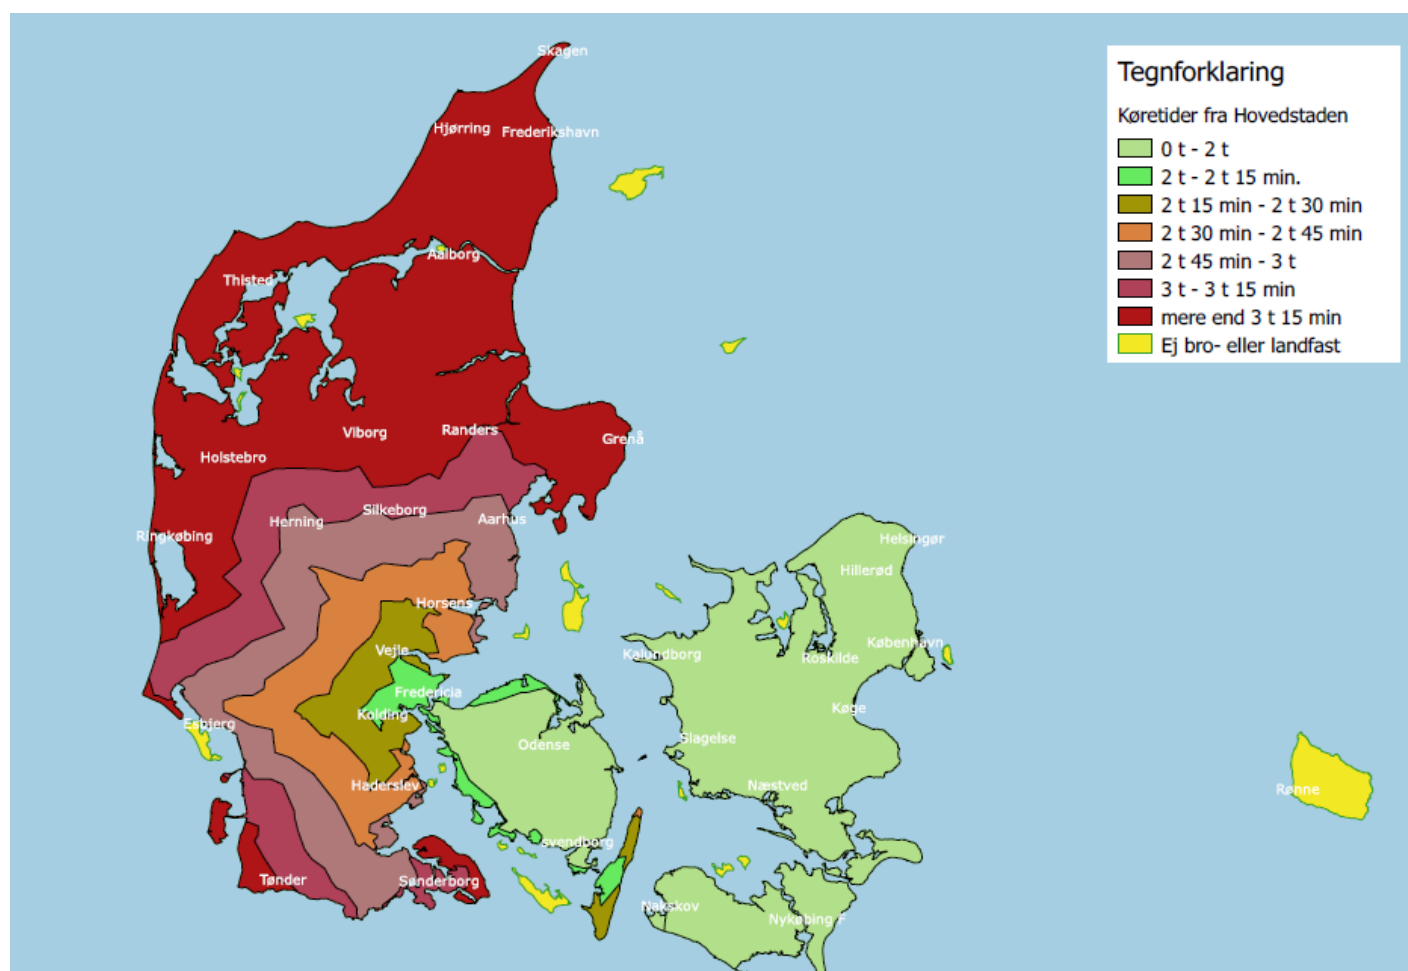 Skagen
Tegnforklaring
Køretider fra Hovedstaden
0 t - 2 t
2 t - 2 t 15 min.
2 t 15 min - 2 t 30 min
2 t 30 min - 2 t 45 min
2 t 45 min - 3 t
3 t - 3 t 15 min
mere end 3 t 15 min
Ej bro- eller landfast
Hjørring
Frederikshavn
Aalborg
Thisted
Viborg
Randers
Grenå
Holstebro
Silkeborg
Herning
Aarhus
Ringkøbing
Helsingør
Hillerød
Horsens
København
Vejle
Kalundborg
Roskilde
Fredericia
Kolding
Køge
Esbjerg
Odense
Slagelse
Haderslev
Næstved
Rønne
svendborg
Tønder
Sønderborg
Nakskov
Nykøbing F